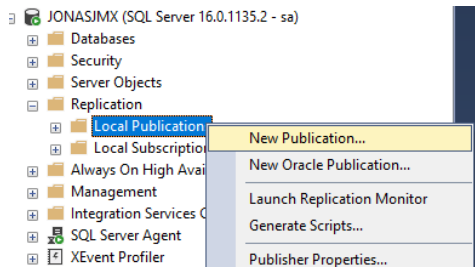 JONASJMX (SQL Server 16.0.1135.2 - sa)
Databases
Security
Server Objects
Replication
Local Publication
Local Subscription
Always On High Avai
Management
Integration Services
SQL Server Agent
XEvent Profiler
New Publication...
New Oracle Publication...
Launch Replication Monitor
Generate Scripts...
Publisher Properties...